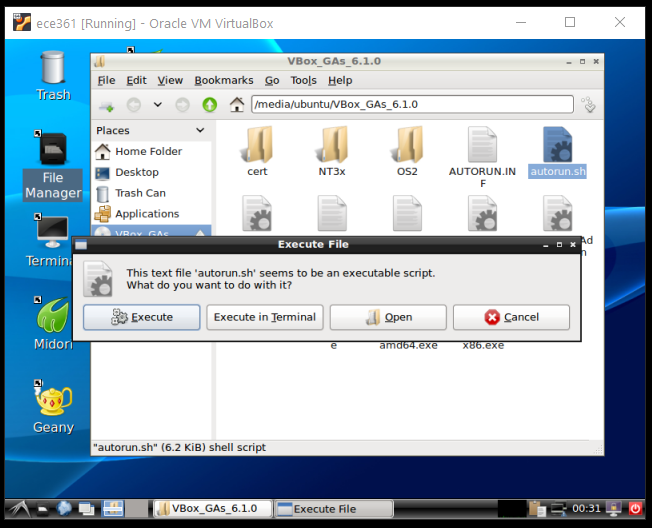 ece361 [Running] - Oracle VM VirtualBox
Trash
File
Manager
Termina
Midori
Geany
VBox_GAs_6.1.0
File Edit View Bookmarks Go Tools Help
/media/ubuntu/VBox_GAs_6.1.0
Places
Home Folder
Desktop
Trash Can
Applications
VBox_GAs
cert
NT3x
OS2
AUTORUN.IN
F
autorun.sh
Ad
n
Execute File
This text file 'autorun.sh' seems to be an executable script.
What do you want to do with it?
Execute
Execute in Terminal
Open
Cancel
e
amd64.exe
x86.exe
"autorun.sh" (6.2 KiB) shell script
VBox_GAs_6.1.0
Execute File
00:31